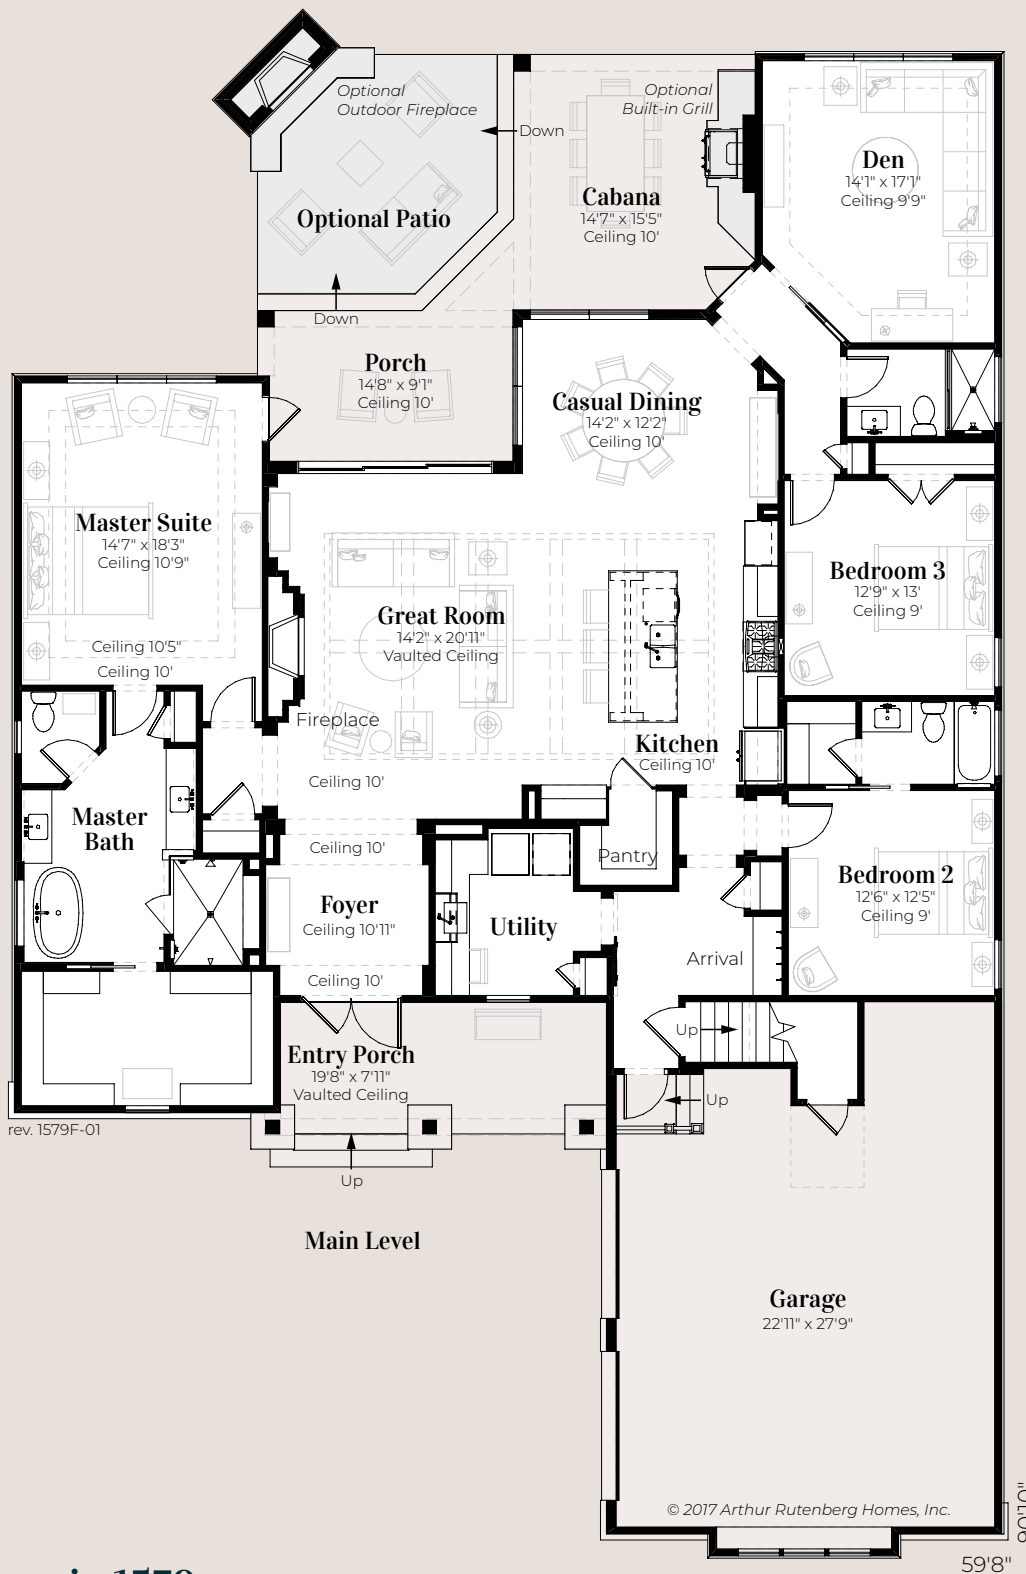 Optional
Outdoor Fireplace
Optional
Built-in Grill
Down
Den
14'1" x 17'1"
Ceiling 9'9"
Cabana
14'7" x 15'5"
Ceiling 10'
Optional Patio
Down
Porch
14'8" x 9'1"
Ceiling 10'
Casual Dining
14'2" x 12'2"
Ceiling 10'
Master Suite
14'7" x 18'3"
Ceiling 10'9"
Ceiling 10'5"
Ceiling 10'
Great Room
14'2" x 20'11"
Vaulted Ceiling
Bedroom 3
12'9" x 13'
Ceiling 9'
Fireplace
Kitchen
Ceiling 10'
Ceiling 10'
Master
Bath
Ceiling 10'
Pantry
Foyer
Ceiling 10'11"
Ceiling 10'
Utility
Bedroom 2
12'6" x 12'5"
Ceiling 9'
Arrival
Up
Entry Porch
19'8" x 7'11"
Vaulted Ceiling
Up
rev. 1579F-01
Up
Main Level
Garage
22'11" x 27'9"
© 2017 Arthur Rutenberg Homes, Inc.
90'10"
59'8"
1579